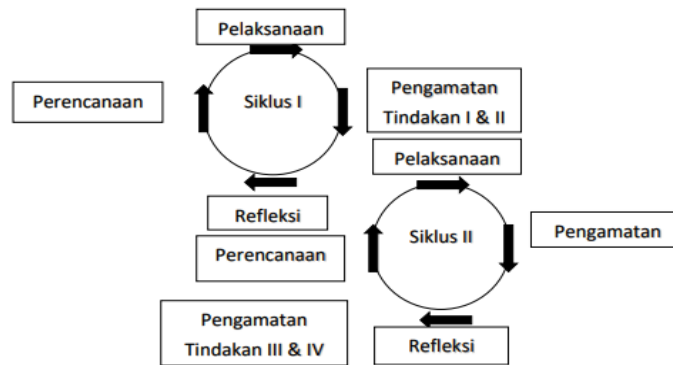 Pelaksanaan
Perencanaan
Siklus I
Pengamatan
Tindakan I & II
Pelaksanaan
Refleksi
Perencanaan
Siklus II
Pengamatan
Pengamatan
Tindakan III & IV
Refleksi